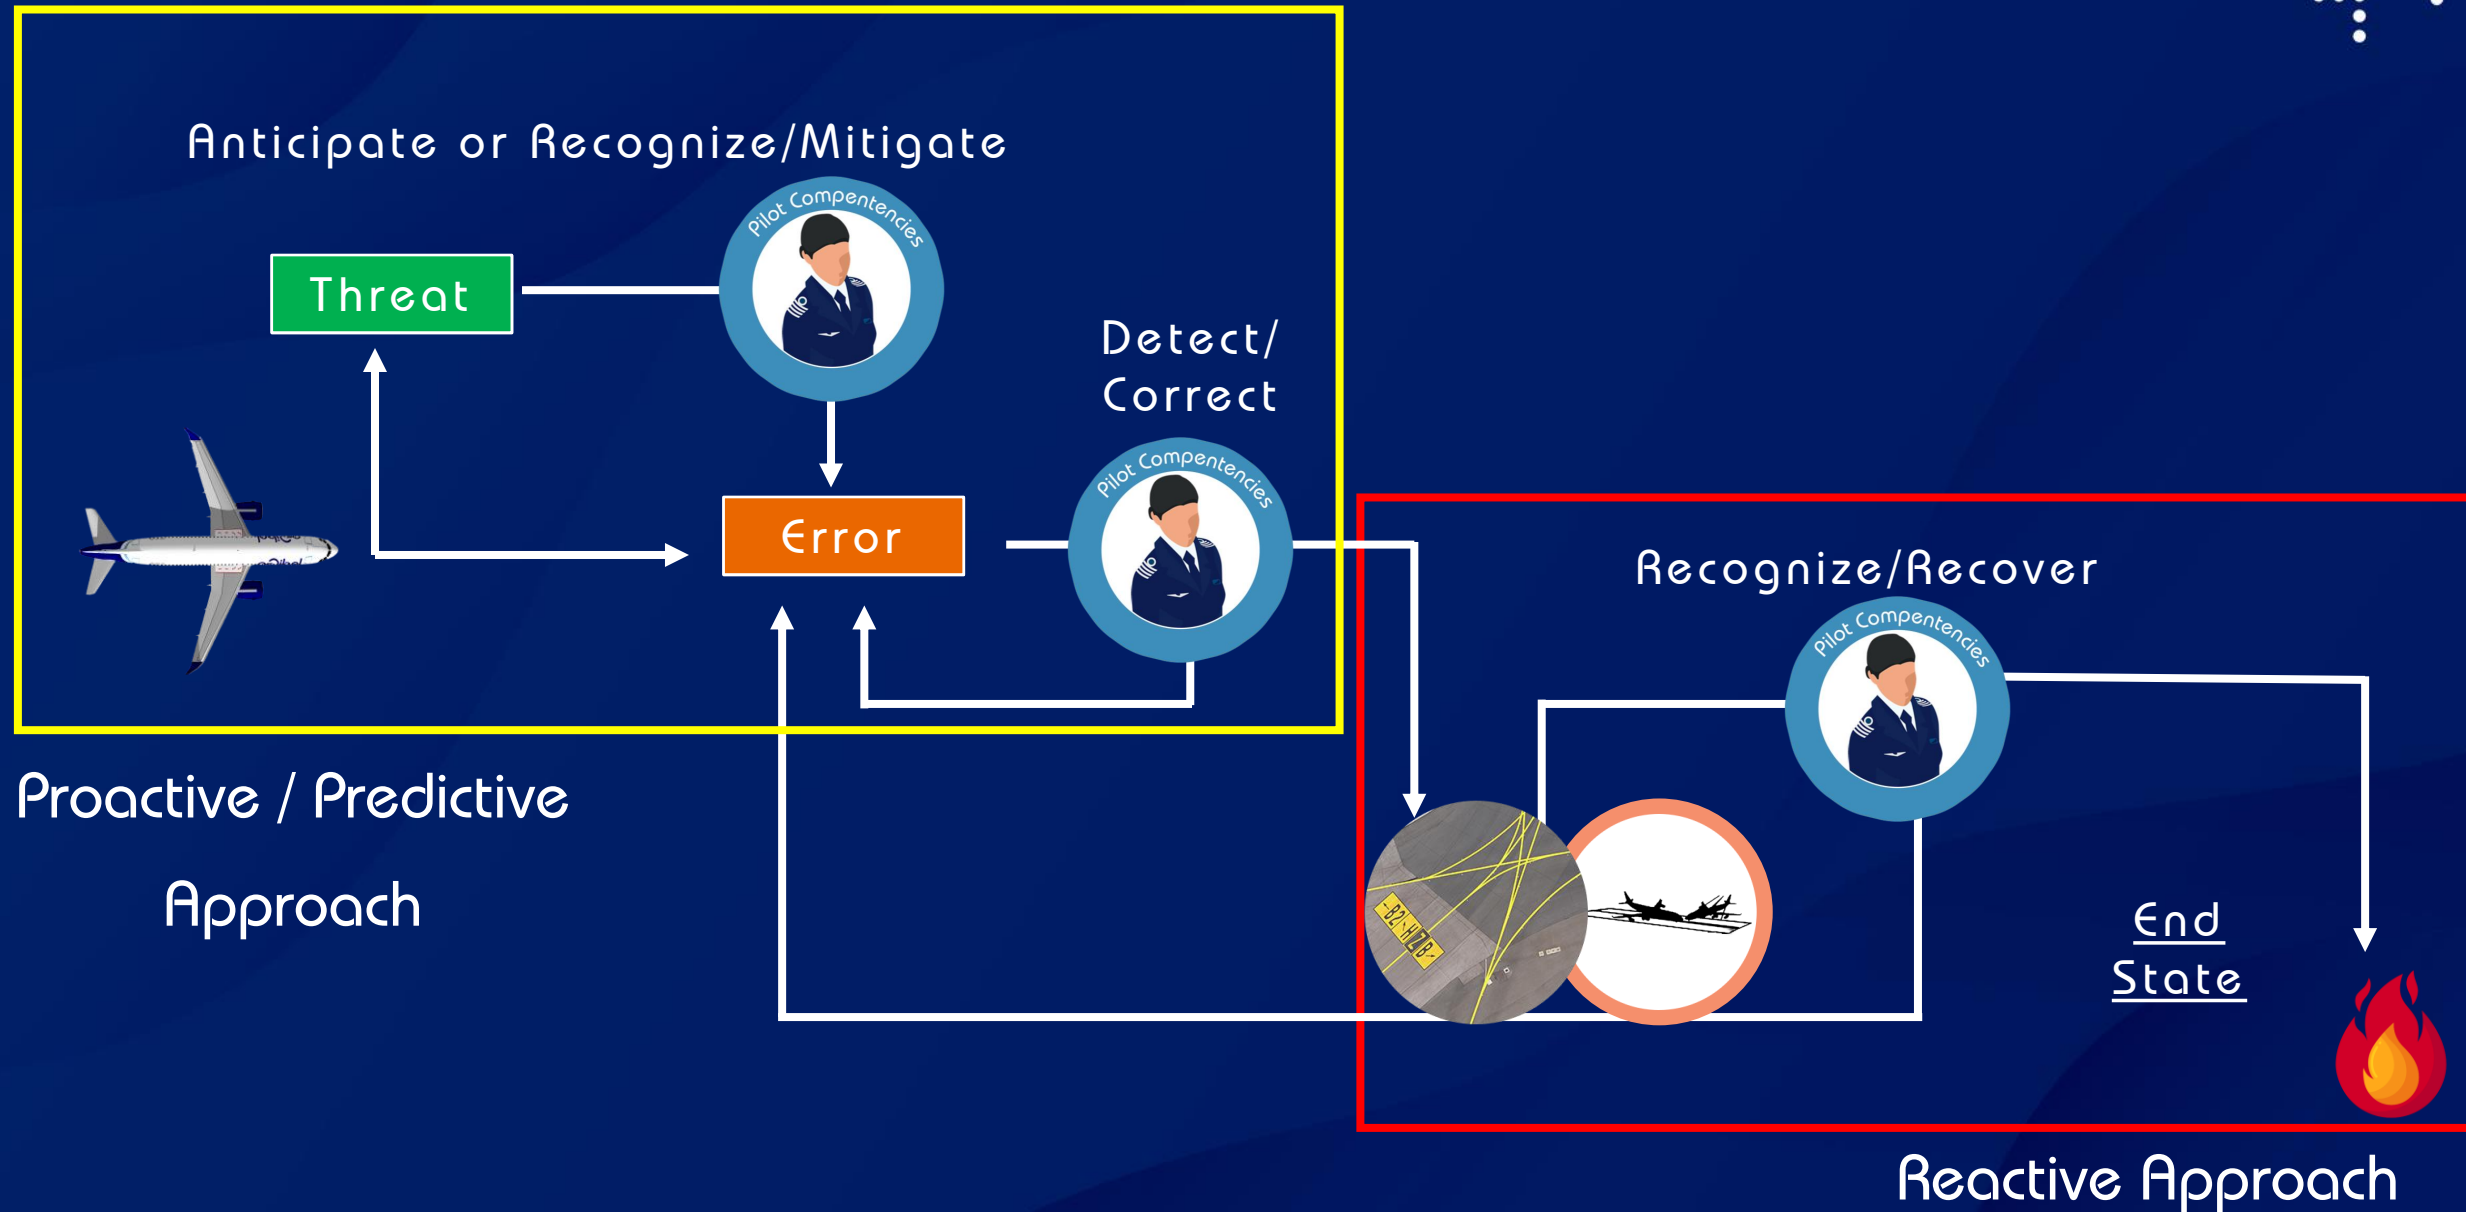 Anticipate or Recognize/Mitigate
Pilot Compentencies
Threat
Detect/
Correct
Pilot Compentencies
Error
Recognize/Recover
Pilot Compentencies
Proactive / Predictive
Approach
End
State
Reactive Approach